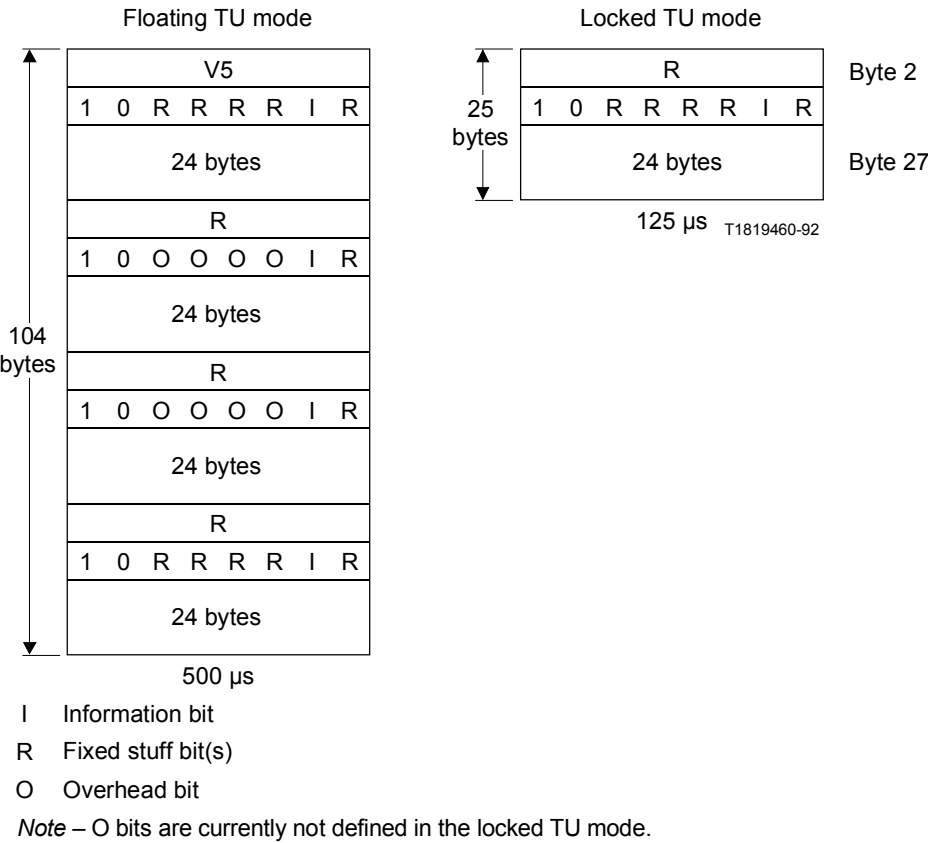 Floating TU mode
V5
1 0 R R R R I R
24 bytes
R
1 0 O O O O I R
24 bytes
R
1 0 O O O O I R
24 bytes
R
1 0 R R R R I R
24 bytes
104
bytes
500 µs
Locked TU mode
R
Byte 2
1 0 R R R R I R
25
bytes
24 bytes
Byte 27
125 µs
T1819460-92
I Information bit
R Fixed stuff bit(s)
O Overhead bit
Note – O bits are currently not defined in the locked TU mode.